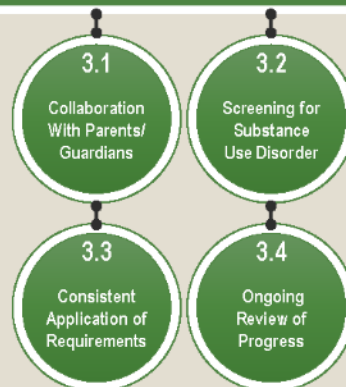 3.1
Collaboration
With Parents/
Guardians
3.2
Screening for
Substance
Use Disorder
3.3
Consistent
Application of
Requirements
3.4
Ongoing
Review of
Progress